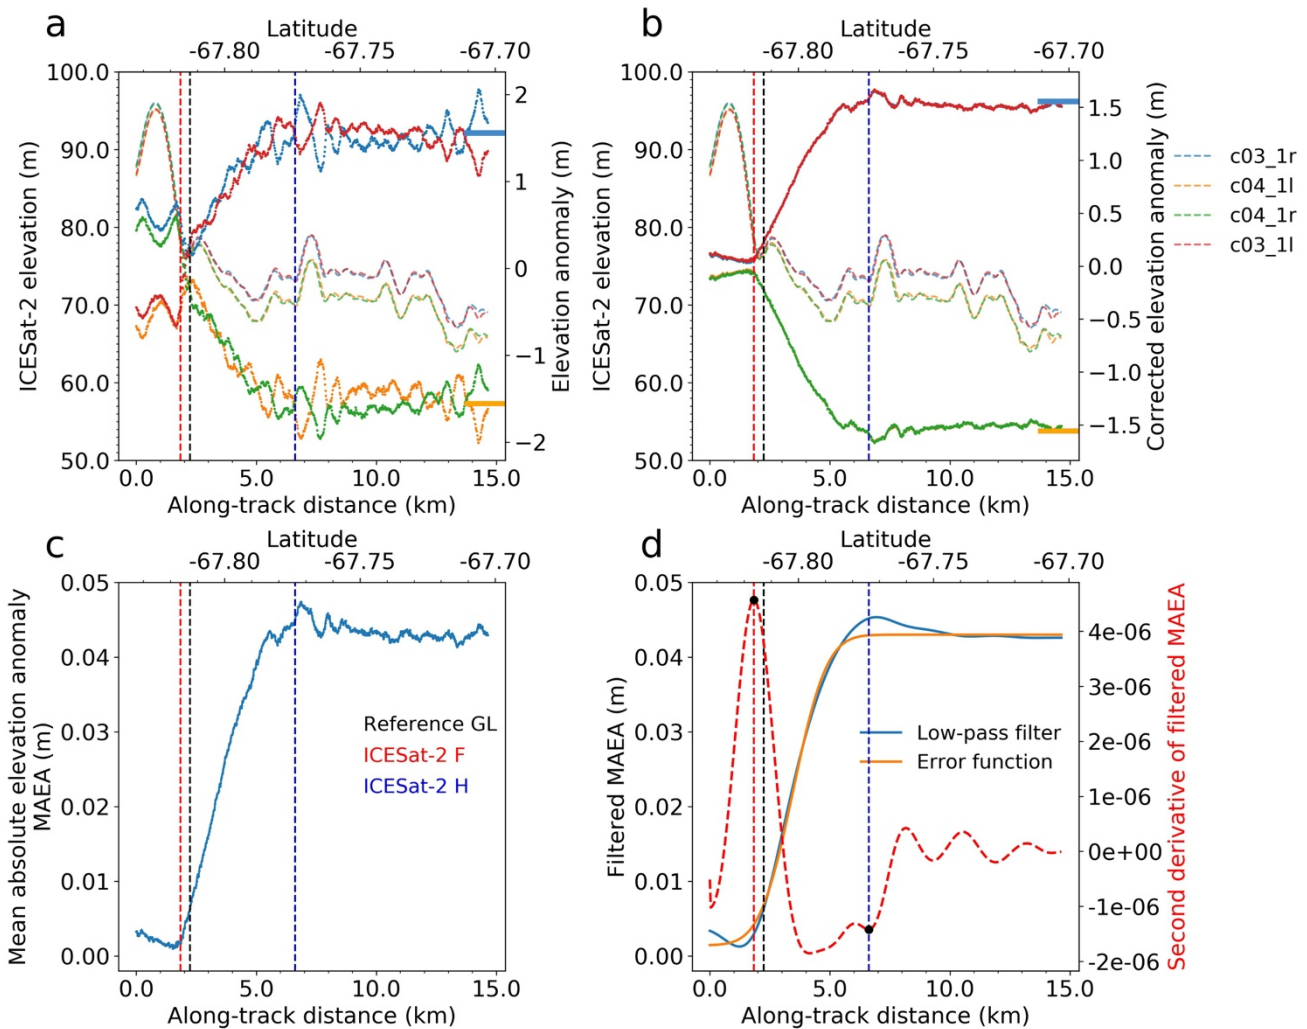 a
Latitude
-67.80 -67.75 -67.70
100.0
90.0
80.0
70.0
60.0
50.0
ICESat-2 elevation (m)
2
1
0
−1
−2
Elevation anomaly (m)
0.0 5.0 10.0 15.0
Along-track distance (km)
b
Latitude
-67.80 -67.75 -67.70
100.0
90.0
80.0
70.0
60.0
50.0
ICESat-2 elevation (m)
1.5
1.0
0.5
0.0
−0.5
−1.0
−1.5
Corrected elevation anomaly (m)
0.0 5.0 10.0 15.0
Along-track distance (km)
c03_1r
c04_1l
c04_1r
c03_1l
c
Latitude
-67.80 -67.75 -67.70
0.05
0.04
0.03
0.02
0.01
0.00
Mean absolute elevation anomaly
MAEA (m)
Reference GL
ICESat-2 F
ICESat-2 H
0.0 5.0 10.0 15.0
Along-track distance (km)
d
Latitude
-67.80 -67.75 -67.70
0.05
0.04
0.03
0.02
0.01
0.00
Filtered MAEA (m)
Low-pass filter
Error function
4e-06
3e-06
2e-06
1e-06
0e+00
-1e-06
-2e-06
Second derivative of filtered MAEA
0.0 5.0 10.0 15.0
Along-track distance (km)